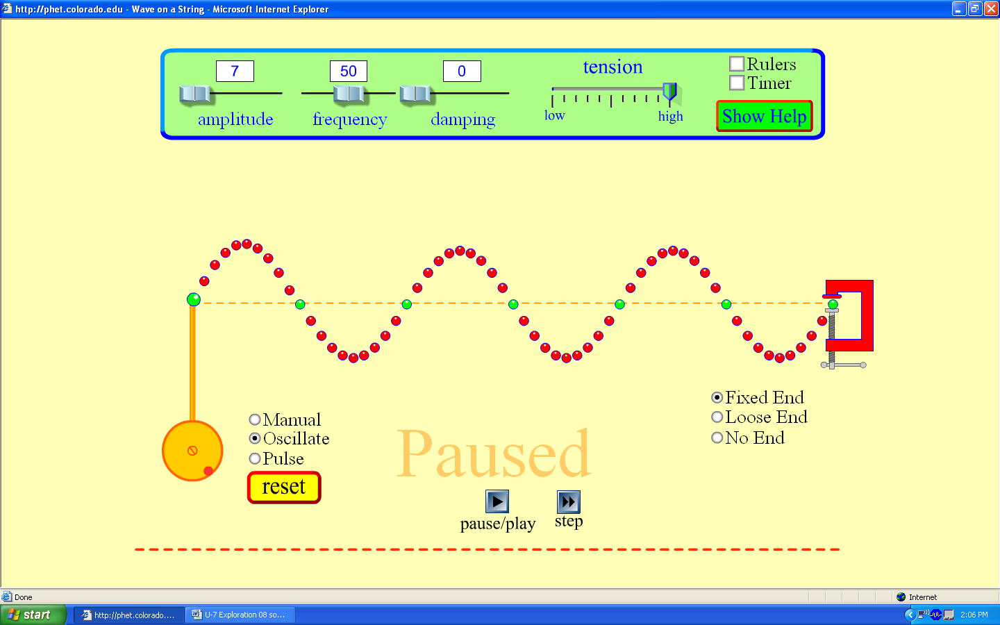 http://phet.colorado.edu - Wave on a String - Microsoft Internet Explorer
7
50
0
amplitude
frequency
damping
tension
low
high
Rulers
Timer
Show Help
Manual
Oscillate
Pulse
reset
Paused
pause/play
step
Fixed End
Loose End
No End
Done
Internet
start
http://phet.colorado....
U-7 Exploration 08 so...
2:06 PM